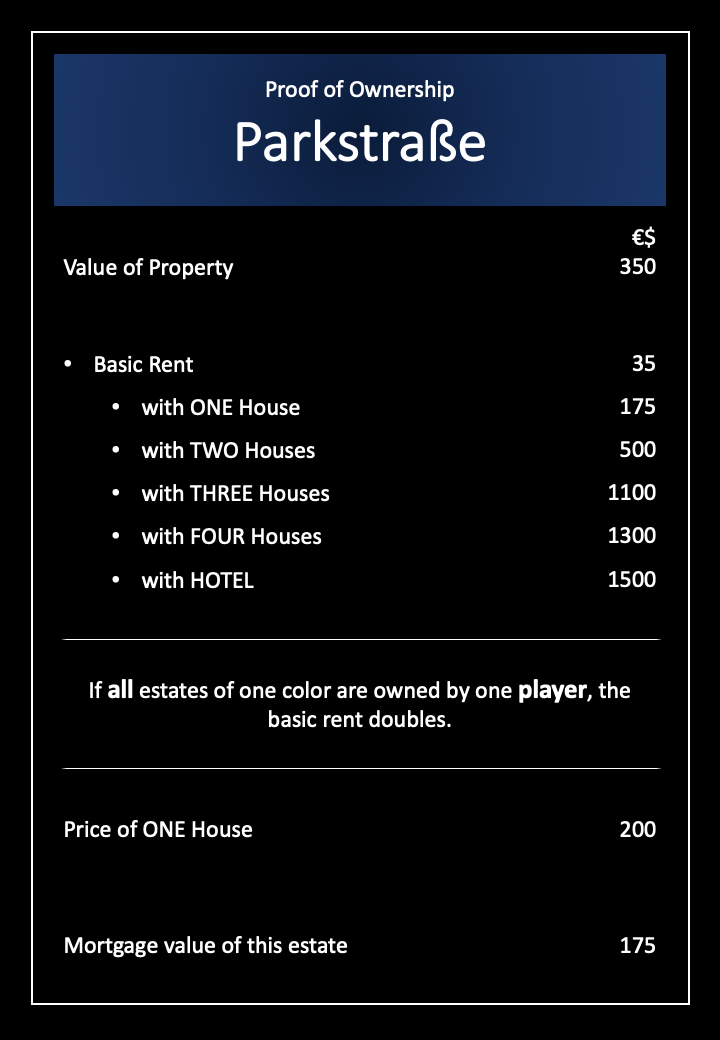 Proof of Ownership
Parkstraße
€$
Value of Property 350
• Basic Rent 35
• with ONE House 175
• with TWO Houses 500
• with THREE Houses 1100
• with FOUR Houses 1300
• with HOTEL 1500
If all estates of one color are owned by one player, the
basic rent doubles.
Price of ONE House 200
Mortgage value of this estate 175